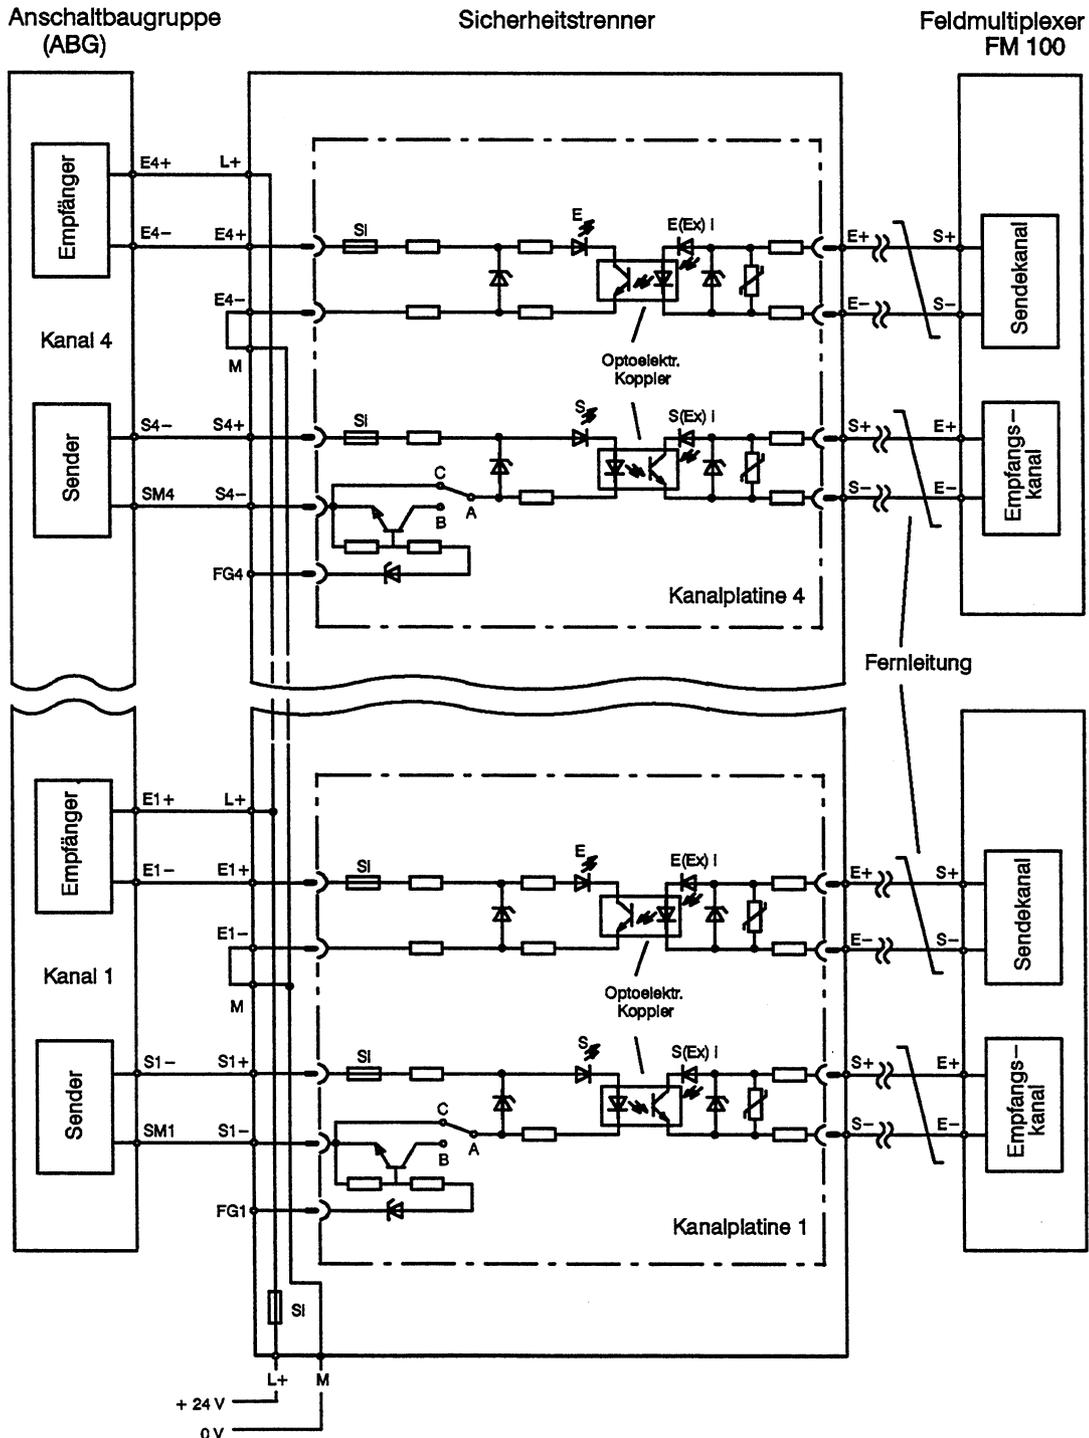 Anschaltbaugruppe
(ABG)
Sicherheitstrenner
Feldmultiplexer
FM 100
Empfänger
E4+
L+
E4−
E4+
Si
E
E(Ex) i
E+
S+
Sendekanal
E4−
E−
S−
Kanal 4
M
Optoelektr.
Koppler
Sender
S4−
S4+
Si
S
S(Ex) i
S+
E+
Empfangs−
kanal
SM4
S4−
C
B
A
S−
E−
FG4
Kanalplatine 4
Fernleitung
Empfänger
E1+
L+
E1−
E1+
Si
E
E(Ex) i
E+
S+
Sendekanal
E1−
E−
S−
Kanal 1
M
Optoelektr.
Koppler
Sender
S1−
S1+
Si
S
S(Ex) i
S+
E+
Empfangs−
kanal
SM1
S1−
C
B
A
S−
E−
FG1
Kanalplatine 1
Si
L+
M
+ 24 V
0 V